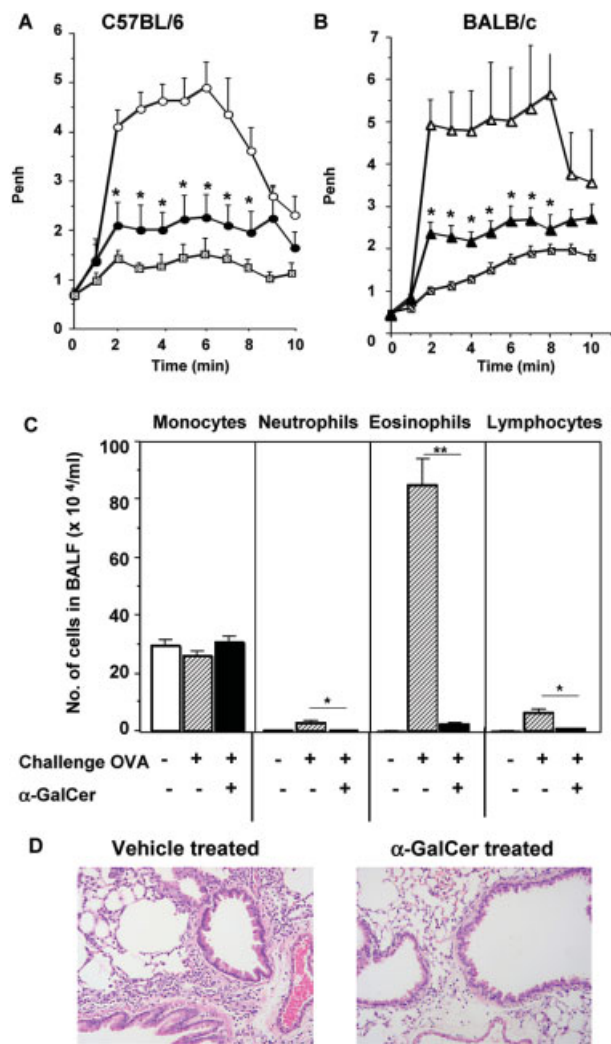 A C57BL/6
B BALB/c
Penh
6
5
4
3
2
1
0
* * * * * * *
0 2 4 6 8 10
Time (min)
7
6
5
4
3
2
1
0
* * * * * * *
0 2 4 6 8 10
Time (min)
C
Monocytes Neutrophils Eosinophils Lymphocytes
No. of cells in BALF (x 10 4/ml)
100
80
60
40
20
0
* ** *
Challenge OVA - + + - + + - + + - + +
α-GalCer - - + - - + - - + - - +
D
Vehicle treated α-GalCer treated